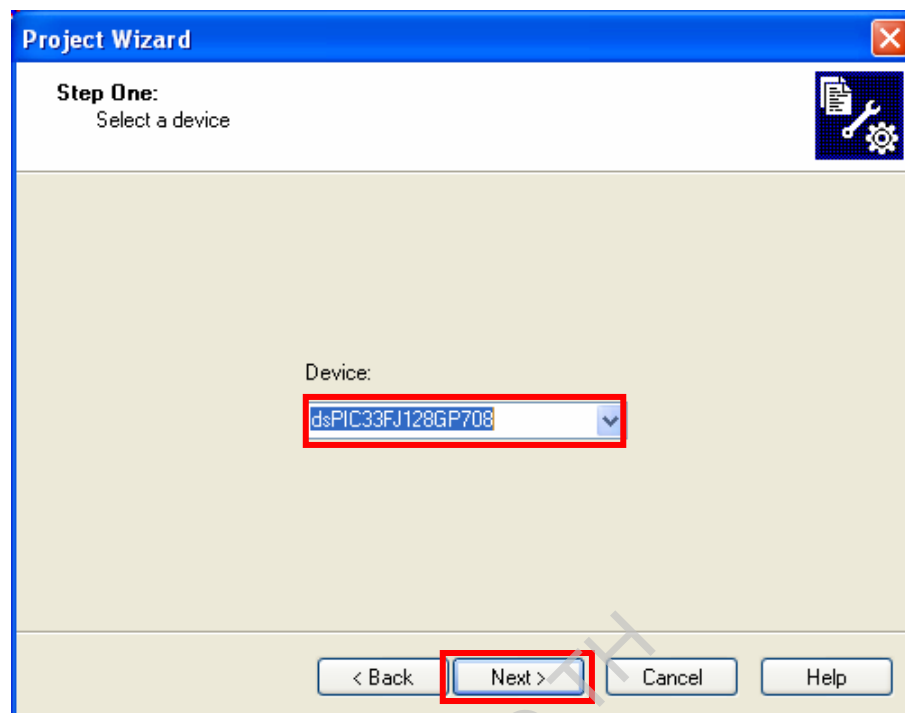 Project Wizard
Step One:
Select a device
Device:
dsPIC33FJ128GP708
< Back Next > Cancel Help